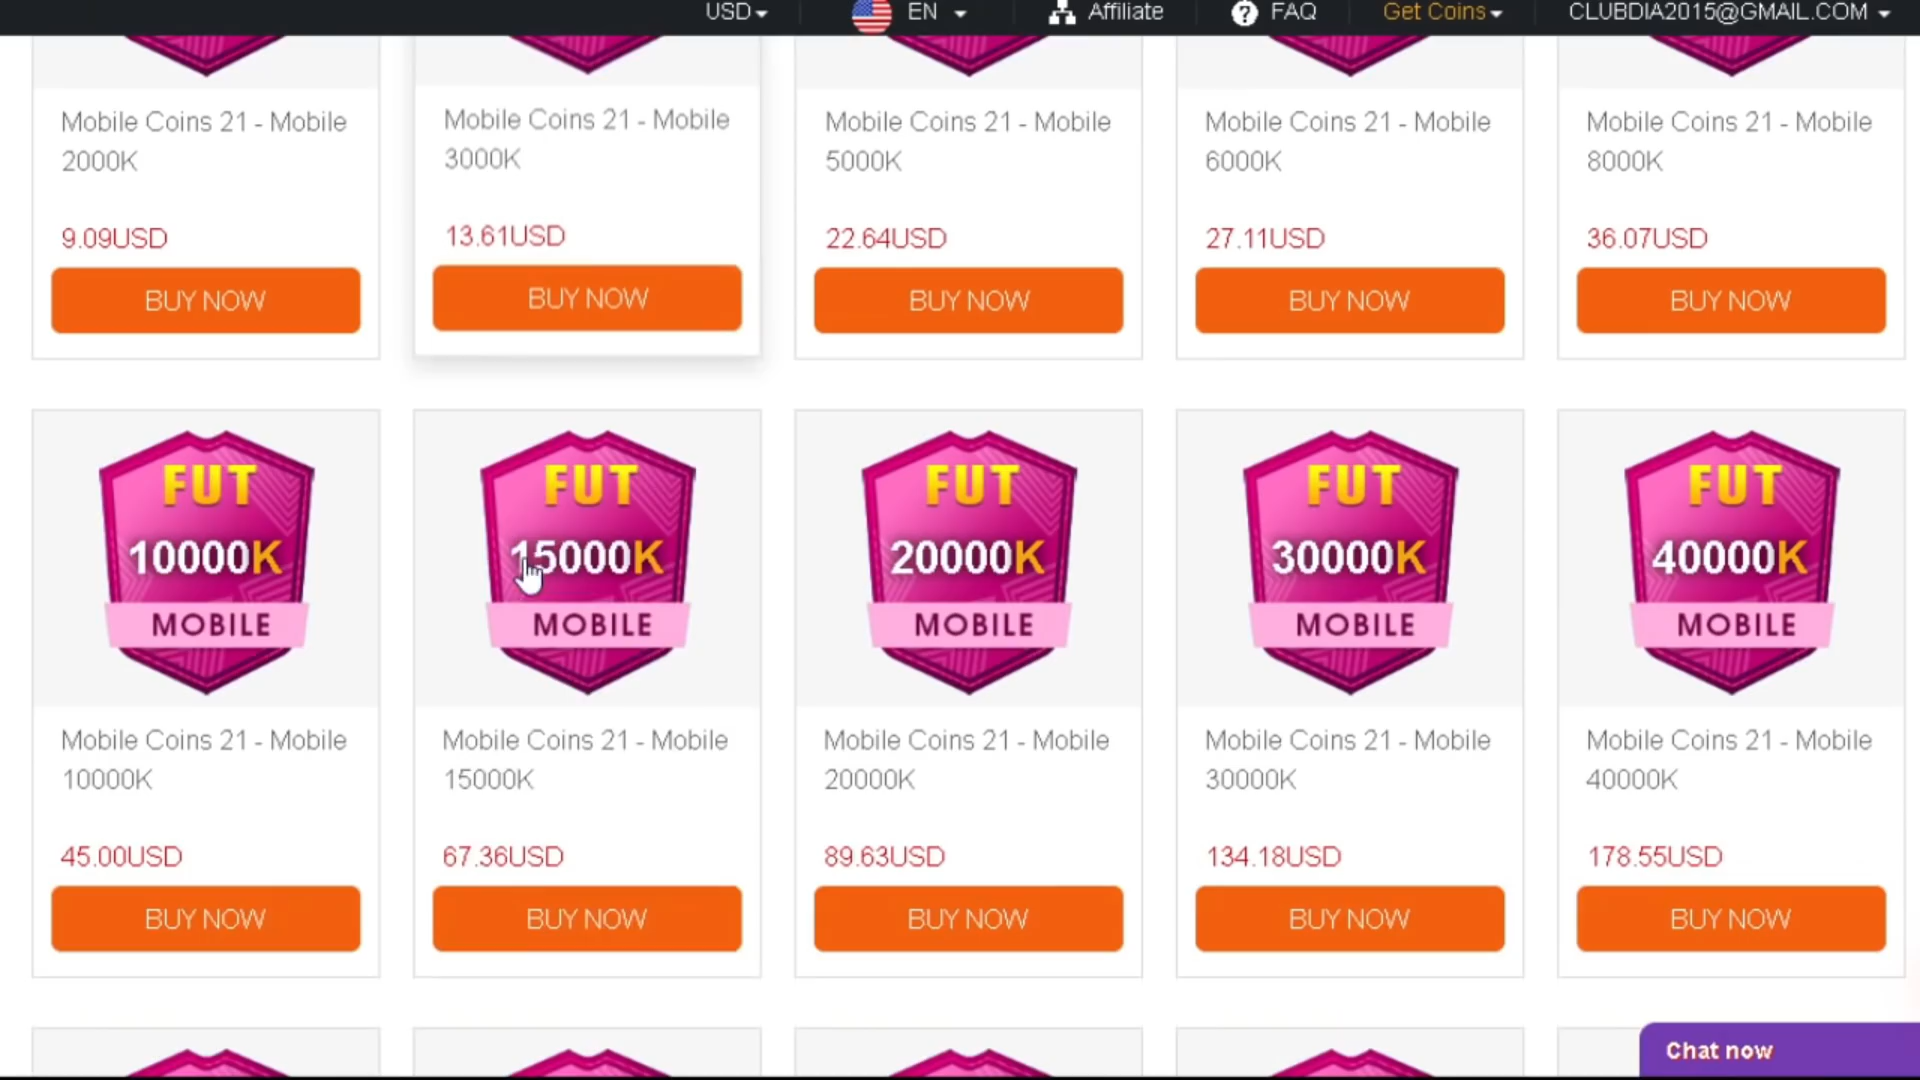 USD
EN
Affiliate
FAQ
Get Coins
CLUBDIA2015@GMAIL.COM
Mobile Coins 21 - Mobile
2000K
9.09USD
BUY NOW
Mobile Coins 21 - Mobile
3000K
13.61USD
BUY NOW
Mobile Coins 21 - Mobile
5000K
22.64USD
BUY NOW
Mobile Coins 21 - Mobile
6000K
27.11USD
BUY NOW
Mobile Coins 21 - Mobile
8000K
36.07USD
BUY NOW
FUT
10000K
MOBILE
Mobile Coins 21 - Mobile
10000K
45.00USD
BUY NOW
FUT
15000K
MOBILE
Mobile Coins 21 - Mobile
15000K
67.36USD
BUY NOW
FUT
20000K
MOBILE
Mobile Coins 21 - Mobile
20000K
89.63USD
BUY NOW
FUT
30000K
MOBILE
Mobile Coins 21 - Mobile
30000K
134.18USD
BUY NOW
FUT
40000K
MOBILE
Mobile Coins 21 - Mobile
40000K
178.55USD
BUY NOW
Chat now